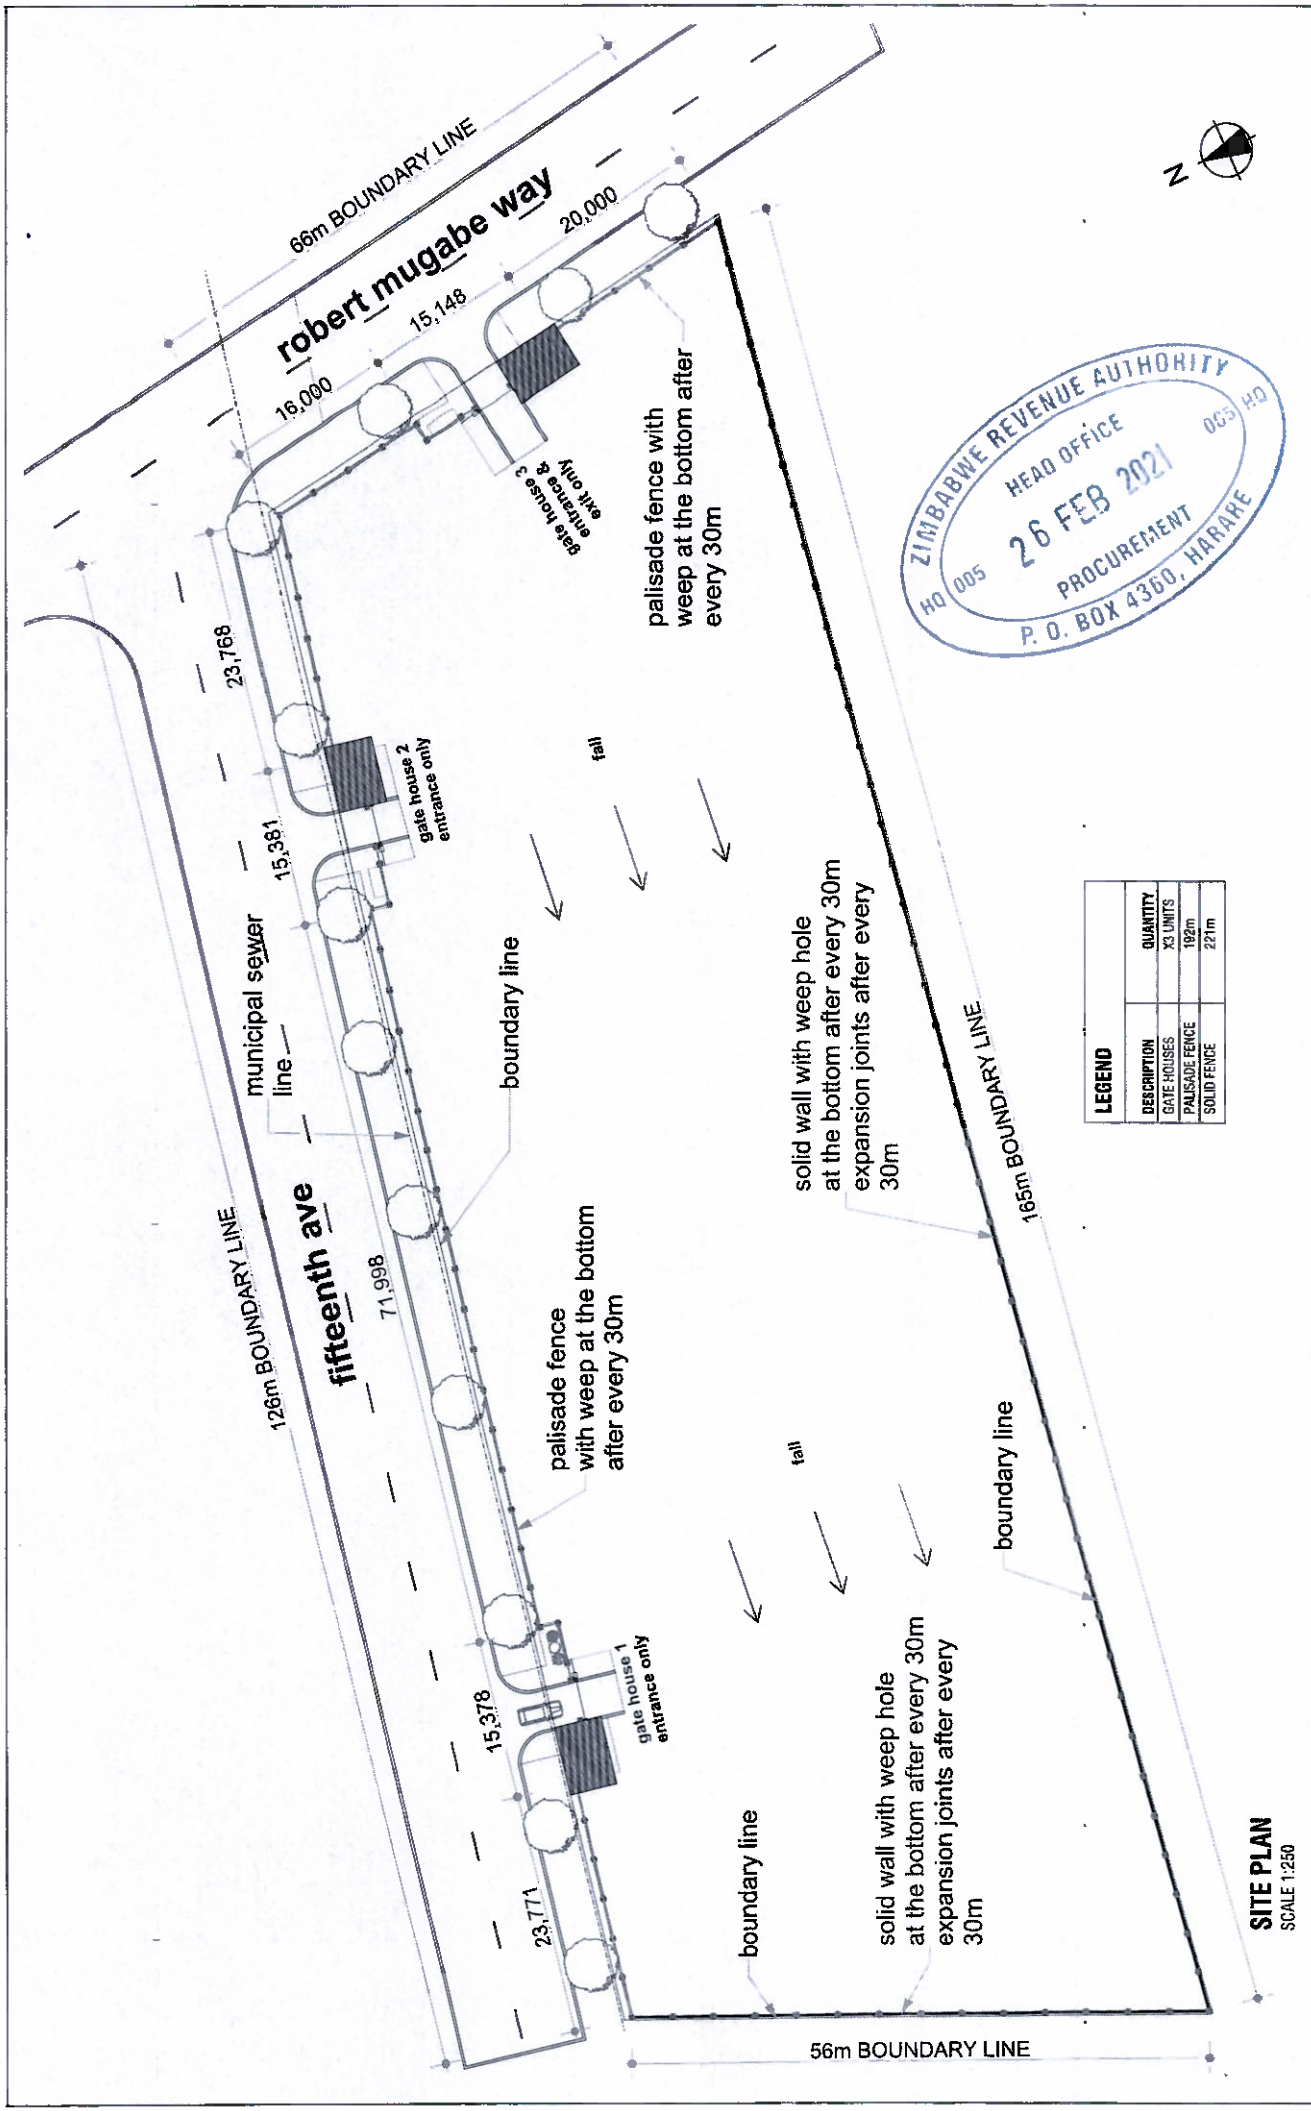 66m BOUNDARY LINE
robert mugabe way
16,000
15,148
20,000
N
gate house 3
entrance &
exit only
palisade fence with
weep at the bottom after
every 30m
23,768
15,381
71,998
15,378
23,771
gate house 2
entrance only
fall
municipal sewer
line
boundary line
126m BOUNDARY LINE
fifteenth ave
palisade fence
with weep at the bottom
after every 30m
gate house 1
entrance only
fall
solid wall with weep hole
at the bottom after every 30m
expansion joints after every
30m
165m BOUNDARY LINE
boundary line
boundary line
solid wall with weep hole
at the bottom after every 30m
expansion joints after every
30m
56m BOUNDARY LINE
ZIMBABWE REVENUE AUTHORITY
HEAD OFFICE
HQ 005
26 FEB 2021
005 HQ
PROCUREMENT
P. O. BOX 4360, HARARE
LEGEND
DESCRIPTION QUANTITY
GATE HOUSES X3 UNITS
PALISADE FENCE 192m
SOLID FENCE 221m
SITE PLAN
SCALE 1:250